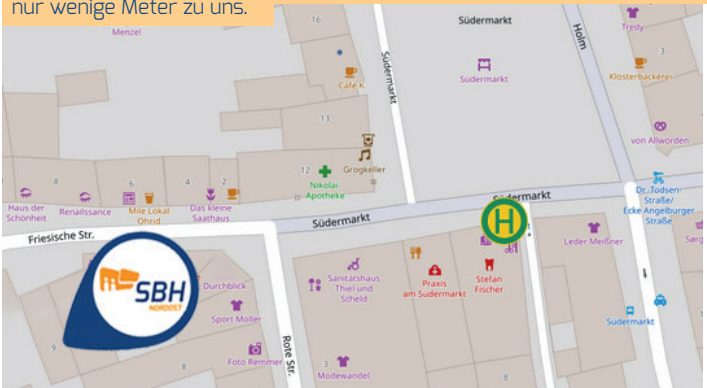 nur wenige Meter zu uns.
Menzel
16
Südermarkt
Holm
Tredy
3
Café K
Südermarkt
Südermarkt
Klosterbäckerei
13
von Allwörden
Grogkeller
12
Nikolai-
Apotheke
8
6
4
2
Haus der
Schönheit
Renaissance
Mile Lokal
Ohrid
Das kleine
Saathaus
Dr.-Todsen-
Straße/
Ecke Angelburger
Straße
Südermarkt
Südermarkt
H
Friesische Str.
Leder Meißner
SBH
NORDOST
Durchblick
Sanitätshaus
Thiel und
Scheld
Praxis
am Südermarkt
Stefan
Fischer
Sport Möller
Südermarkt
Rote Str.
9
Foto Remmer
3
Modewandel
8
8